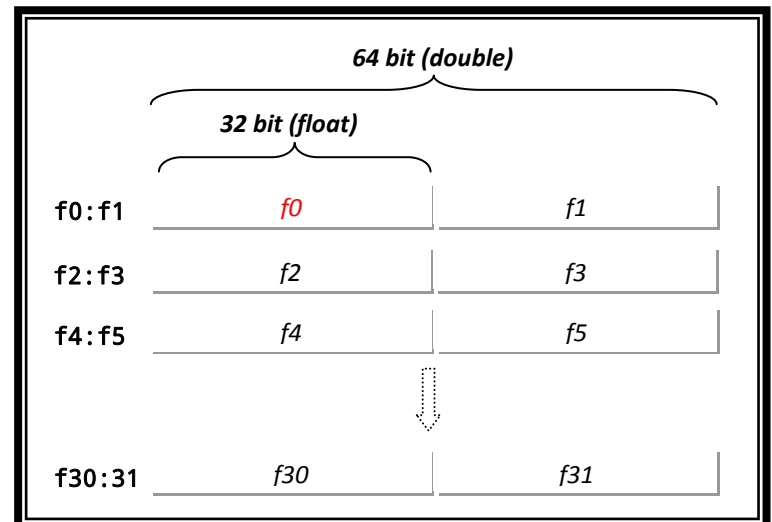 64 bit (double)
32 bit (float)
f0:f1 f0 f1
f2:f3 f2 f3
f4:f5 f4 f5
f30:31 f30 f31